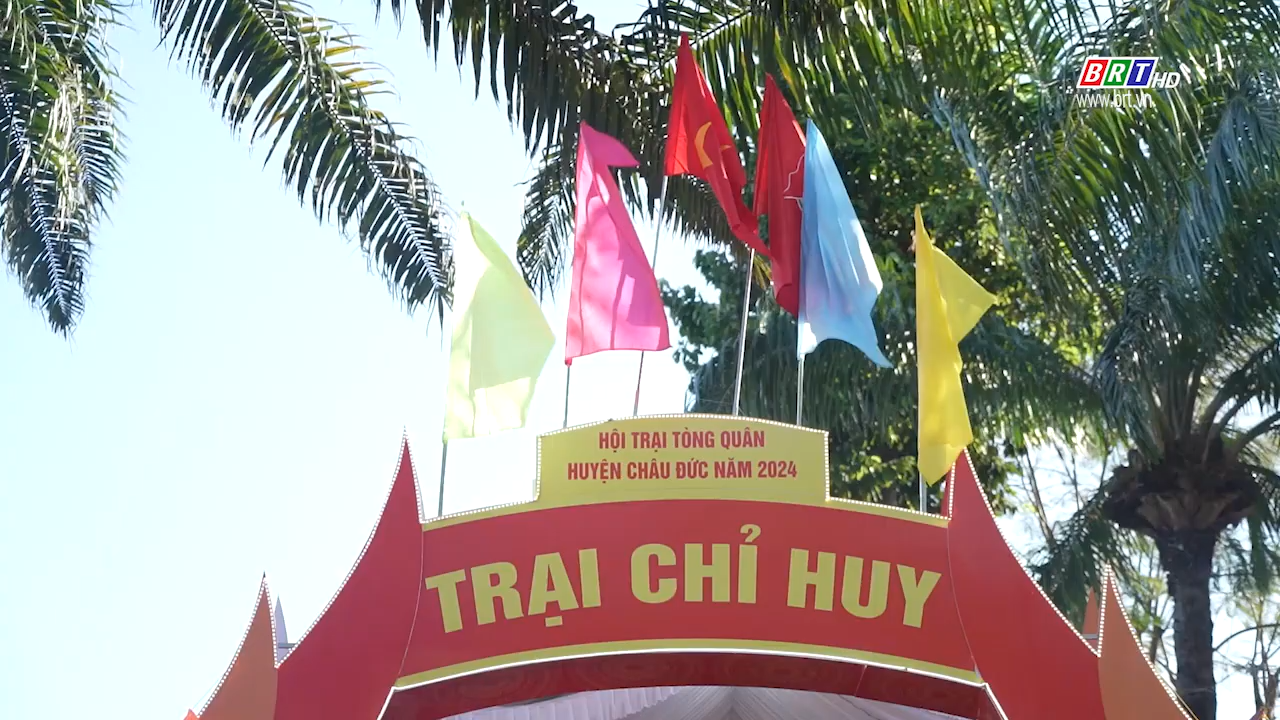 BRT HD
www.brt.vn
HỘI TRẠI TÒNG QUÂN
HUYỆN CHÂU ĐỨC NĂM 2024
TRẠI CHỈ HUY